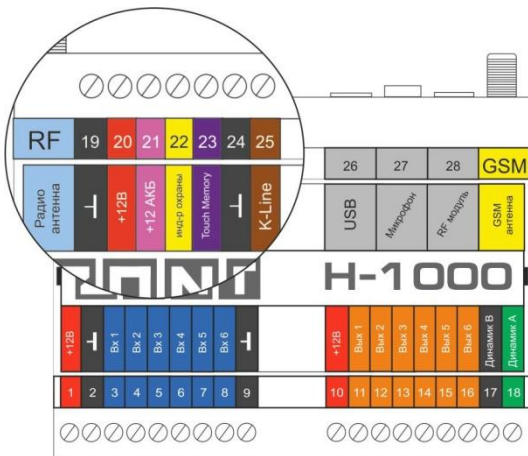 RF 19 20 21 22 23 24 25
Радио антенна
+12В
+12 АКБ
инд-р охраны
Touch Memory
K-Line
26 27 28 GSM
USB
Микрофон
RF модуль
GSM антенна
ZONT H-1000
+12В
Вх 1
Вх 2
Вх 3
Вх 4
Вх 5
Вх 6
+12В
Вых 1
Вых 2
Вых 3
Вых 4
Вых 5
Вых 6
Динамик B
Динамик А
1 2 3 4 5 6 7 8 9
10 11 12 13 14 15 16 17 18